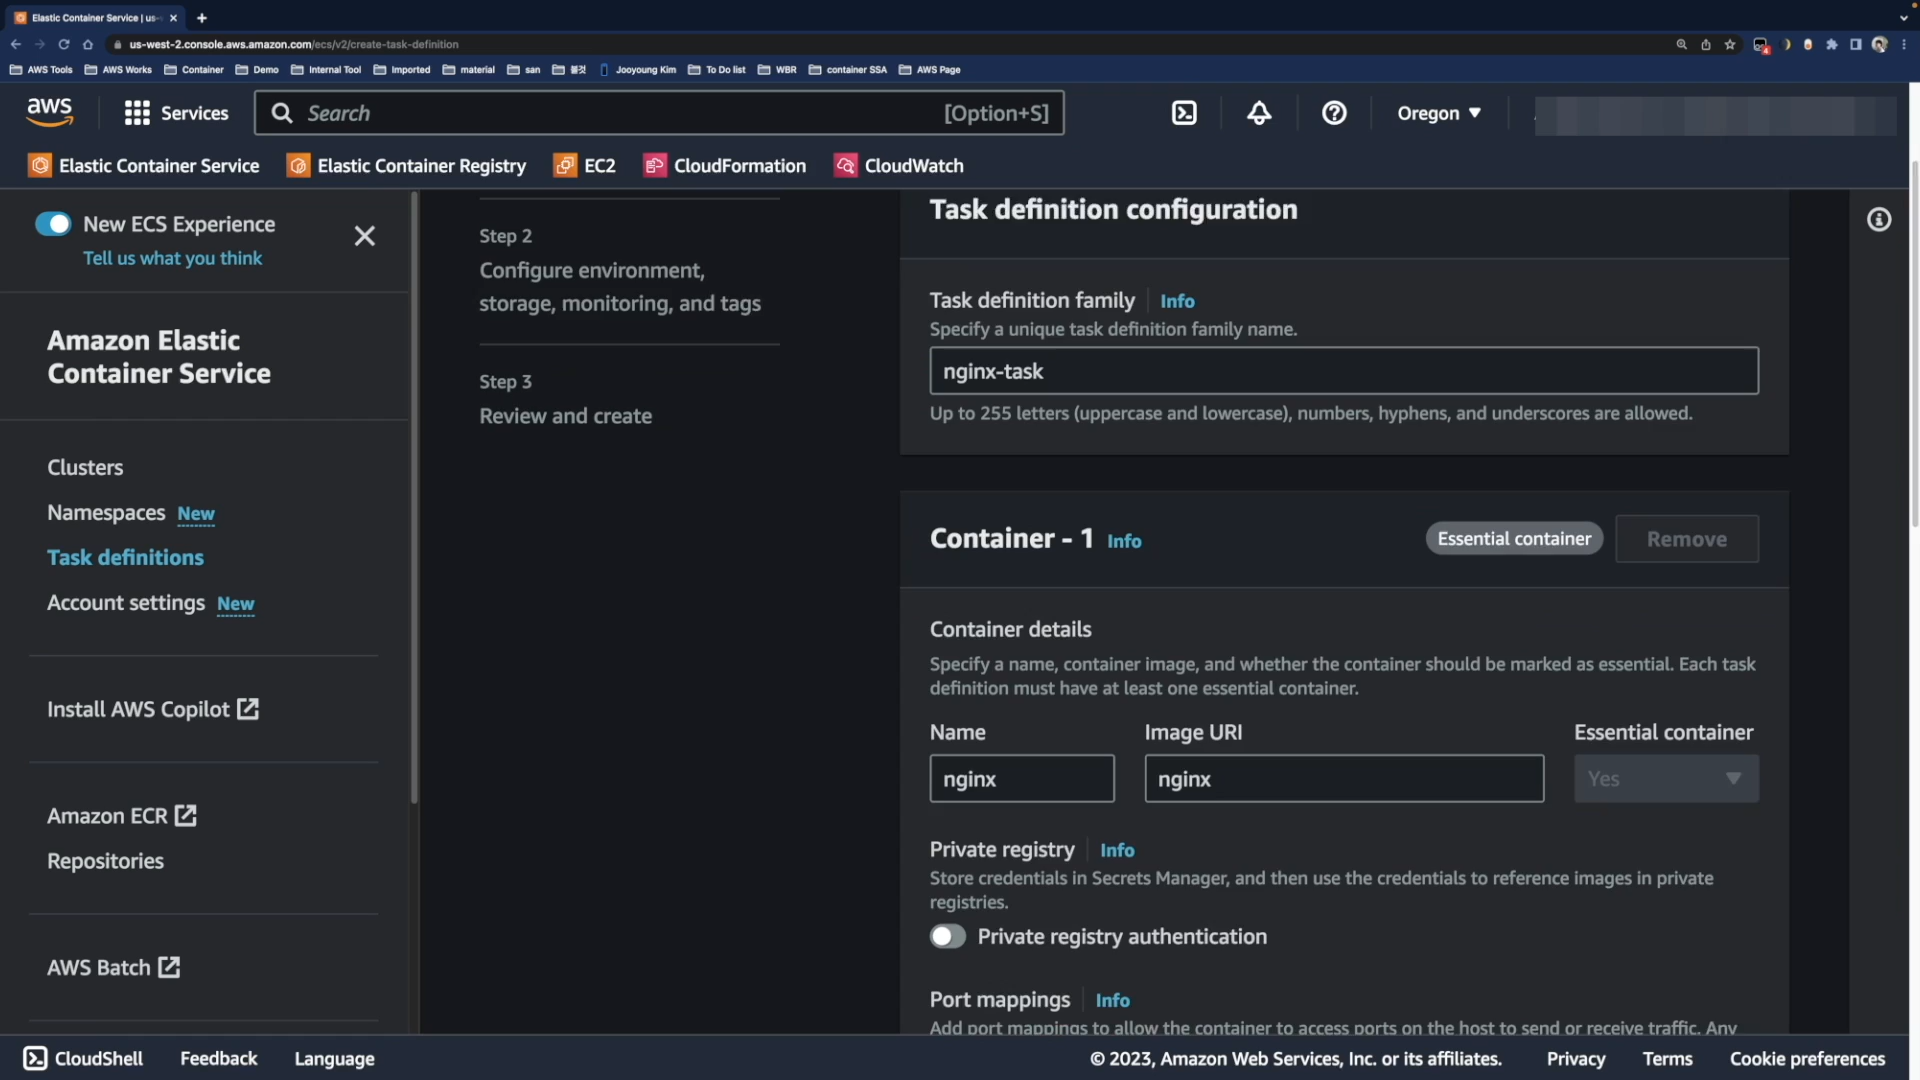 Elastic Container Service | us-
us-west-2.console.aws.amazon.com/ecs/v2/create-task-definition
4
AWS Tools
AWS Works
Container
Demo
Internal Tool
Imported
material
san
붙컷
Jooyoung Kim
To Do list
WBR
container SSA
AWS Page
aws
Services
Search
[Option+S]
Oregon
Elastic Container Service
Elastic Container Registry
EC2
CloudFormation
CloudWatch
New ECS Experience
Tell us what you think
Amazon Elastic
Container Service
Clusters
Namespaces New
Task definitions
Account settings New
Install AWS Copilot
Amazon ECR
Repositories
AWS Batch
Step 2
Configure environment,
storage, monitoring, and tags
Step 3
Review and create
Task definition configuration
Task definition family Info
Specify a unique task definition family name.
nginx-task
Up to 255 letters (uppercase and lowercase), numbers, hyphens, and underscores are allowed.
Container - 1 Info
Essential container
Remove
Container details
Specify a name, container image, and whether the container should be marked as essential. Each task
definition must have at least one essential container.
Name
Image URI
Essential container
nginx
nginx
Yes
Private registry Info
Store credentials in Secrets Manager, and then use the credentials to reference images in private
registries.
Private registry authentication
Port mappings Info
Add port mappings to allow the container to access ports on the host to send or receive traffic. Any
CloudShell
Feedback
Language
© 2023, Amazon Web Services, Inc. or its affiliates.
Privacy
Terms
Cookie preferences